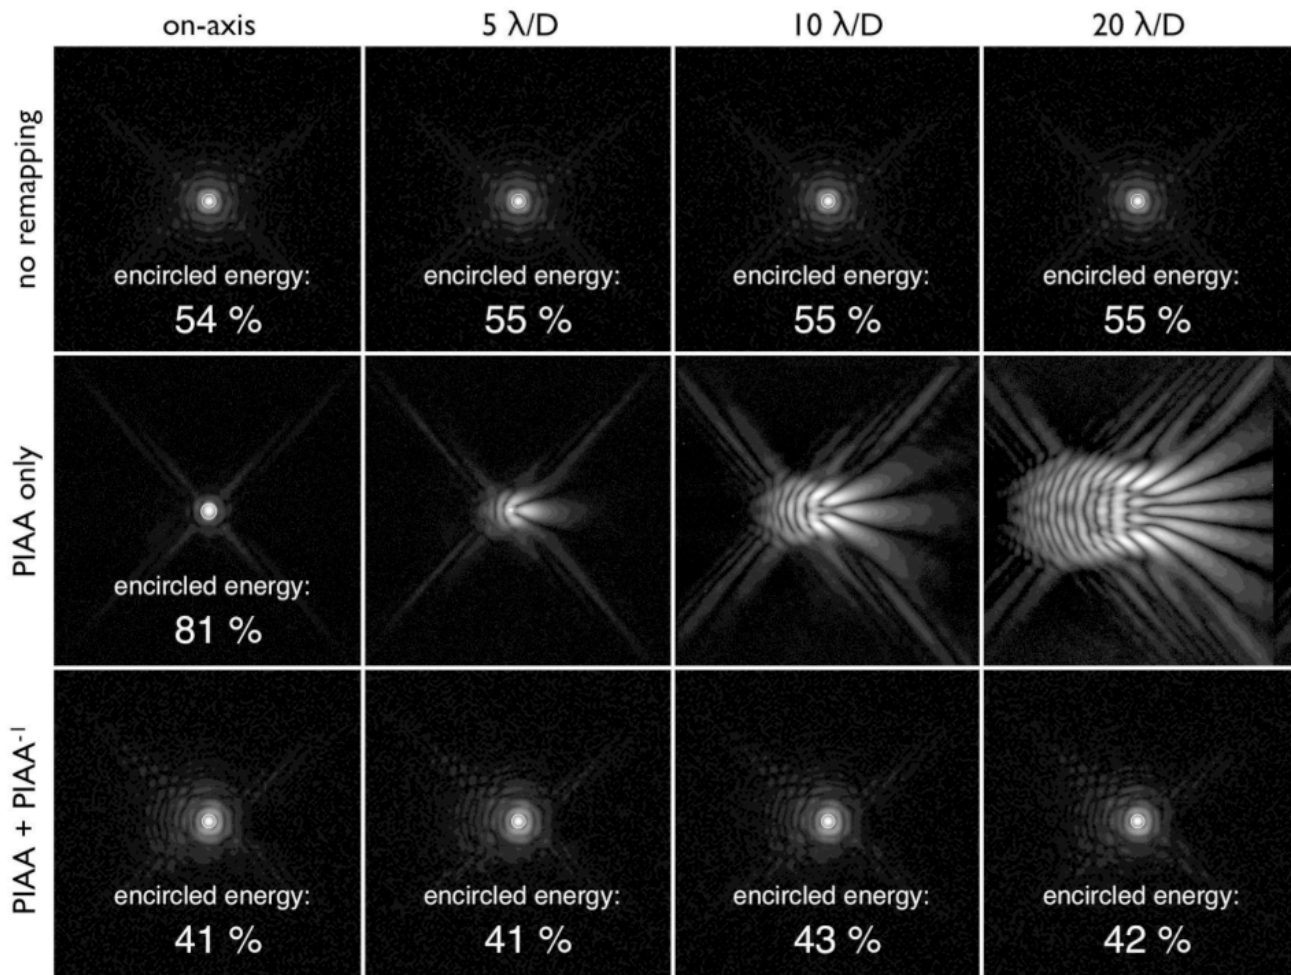 on-axis 5 λ/D 10 λ/D 20 λ/D
no remapping
encircled energy: encircled energy: encircled energy: encircled energy:
54 % 55 % 55 % 55 %
PIAA only
encircled energy:
81 %
PIAA + PIAA⁻¹
encircled energy: encircled energy: encircled energy: encircled energy:
41 % 41 % 43 % 42 %